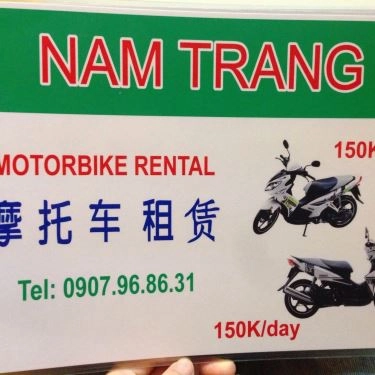 NAM TRANG
150K
MOTORBIKE RENTAL
摩托车租赁
Tel: 0907.96.86.31
150K/day